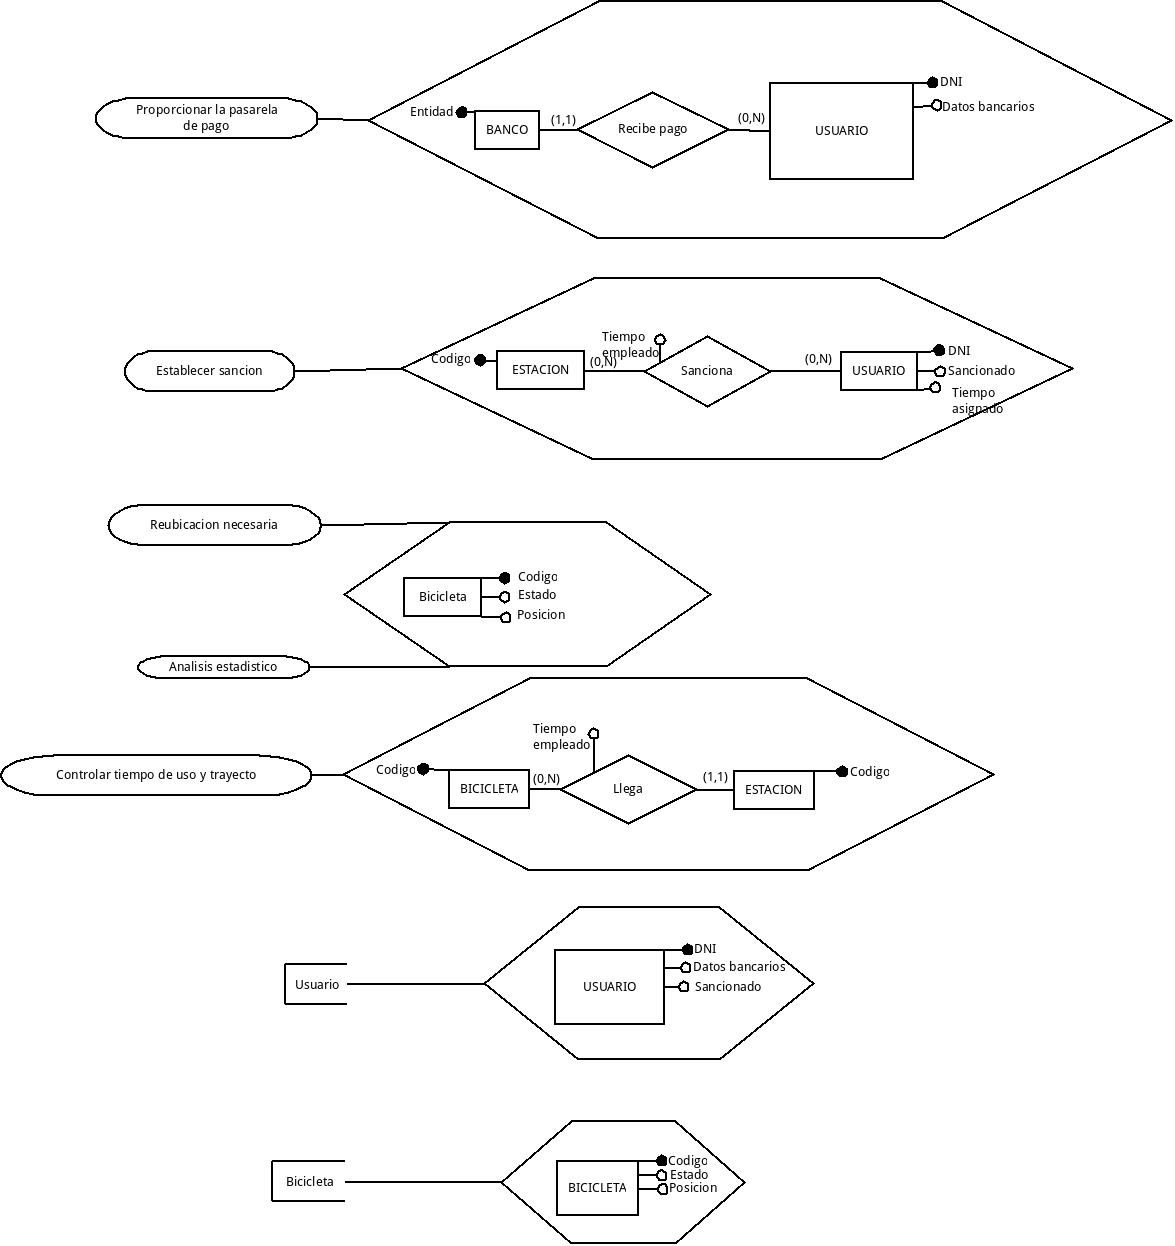 Proporcionar la pasarela
de pago
Entidad
BANCO
(1,1)
Recibe pago
(0,N)
USUARIO
DNI
Datos bancarios
Establecer sancion
Codigo
ESTACION
(0,N)
Tiempo
empleado
Sanciona
(0,N)
USUARIO
DNI
Sancionado
Tiempo
asignado
Reubicacion necesaria
Bicicleta
Codigo
Estado
Posicion
Analisis estadistico
Controlar tiempo de uso y trayecto
Codigo
BICICLETA
(0,N)
Tiempo
empleado
Llega
(1,1)
ESTACION
Codigo
Usuario
USUARIO
DNI
Datos bancarios
Sancionado
Bicicleta
BICICLETA
Codigo
Estado
Posicion